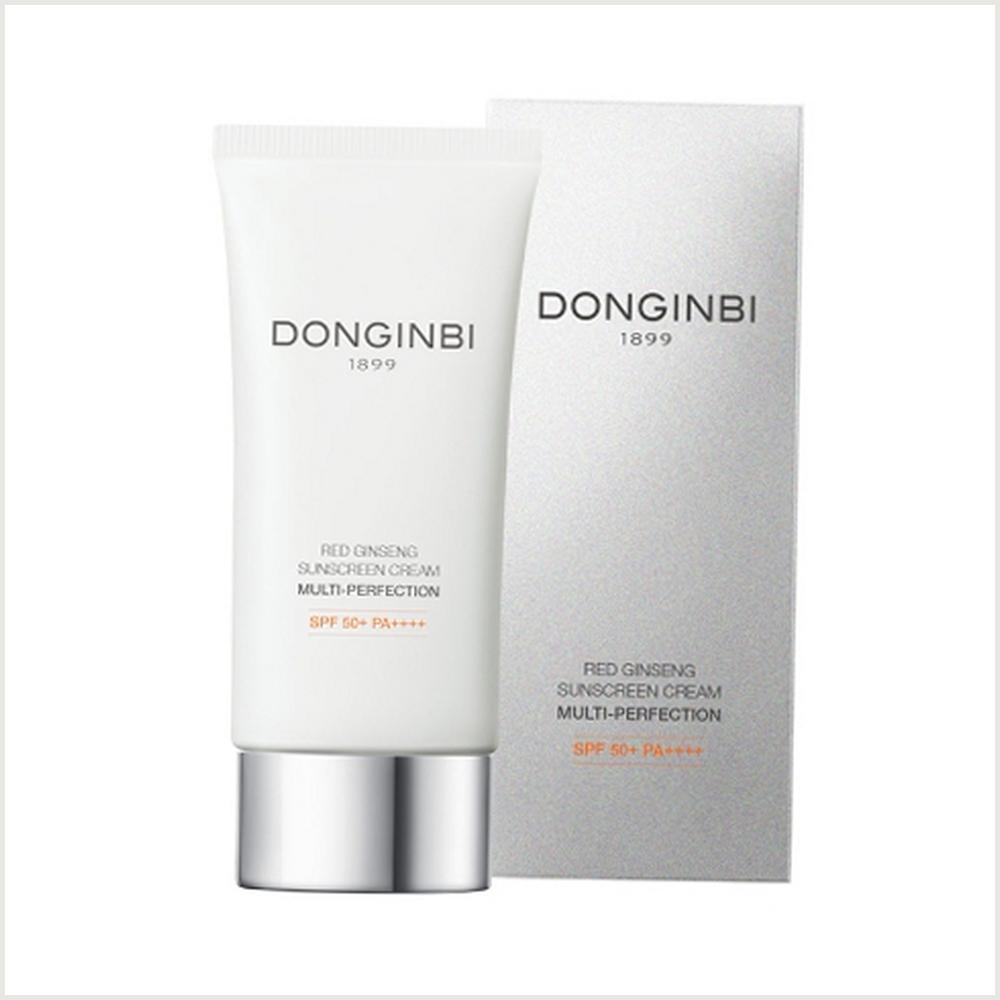 DONGINBI
1899
RED GINSENG
SUNSCREEN CREAM
MULTI-PERFECTION
SPF 50+ PA++++
DONGINBI
1899
RED GINSENG
SUNSCREEN CREAM
MULTI-PERFECTION
SPF 50+ PA++++